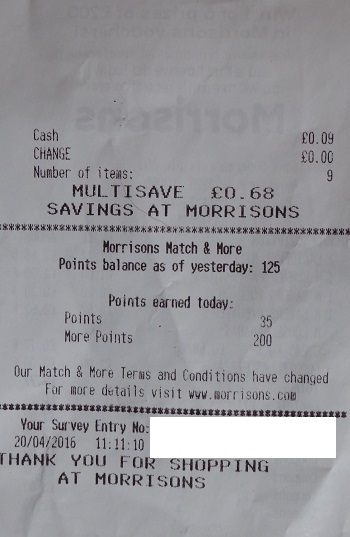 Cash £0.09
CHANGE £0.00
Number of items: 9
MULTISAVE £0.68
SAVINGS AT MORRISONS
Morrisons Match & More
Points balance as of yesterday: 125
Points earned today:
Points 35
More Points 200
Our Match & More Terms and Conditions have changed
For more details visit www.morrisons.com
Your Survey Entry No:
20/04/2016 11:11:10
THANK YOU FOR SHOPPING
AT MORRISONS